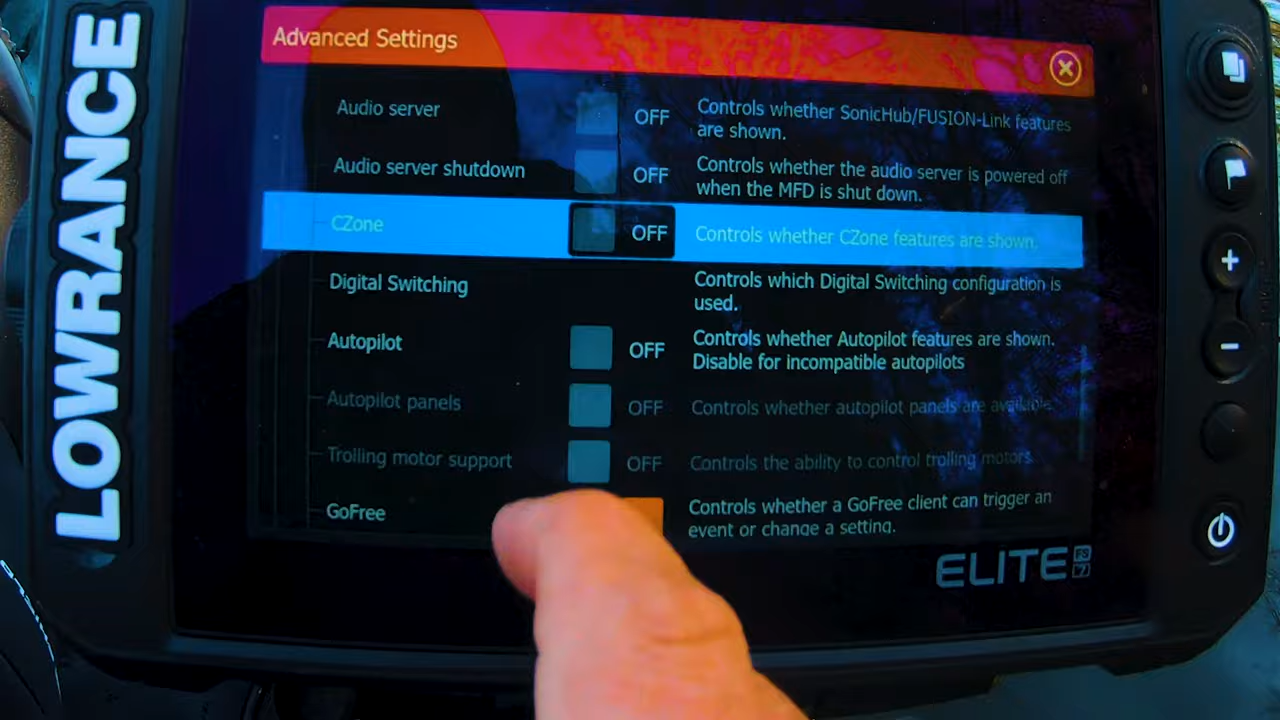 LOWRANCE
Advanced Settings
Audio server
OFF
Controls whether SonicHub/FUSION-Link features
are shown.
Audio server shutdown
OFF
Controls whether the audio server is powered off
when the MFD is shut down.
CZone
OFF
Controls whether CZone features are shown.
Digital Switching
Controls which Digital Switching configuration is
used.
Autopilot
OFF
Controls whether Autopilot features are shown.
Disable for incompatible autopilots
Autopilot panels
OFF
Controls whether autopilot panels are available.
Trolling motor support
OFF
Controls the ability to control trolling motors.
GoFree
Controls whether a GoFree client can trigger an
event or change a setting.
ELITE FS 7